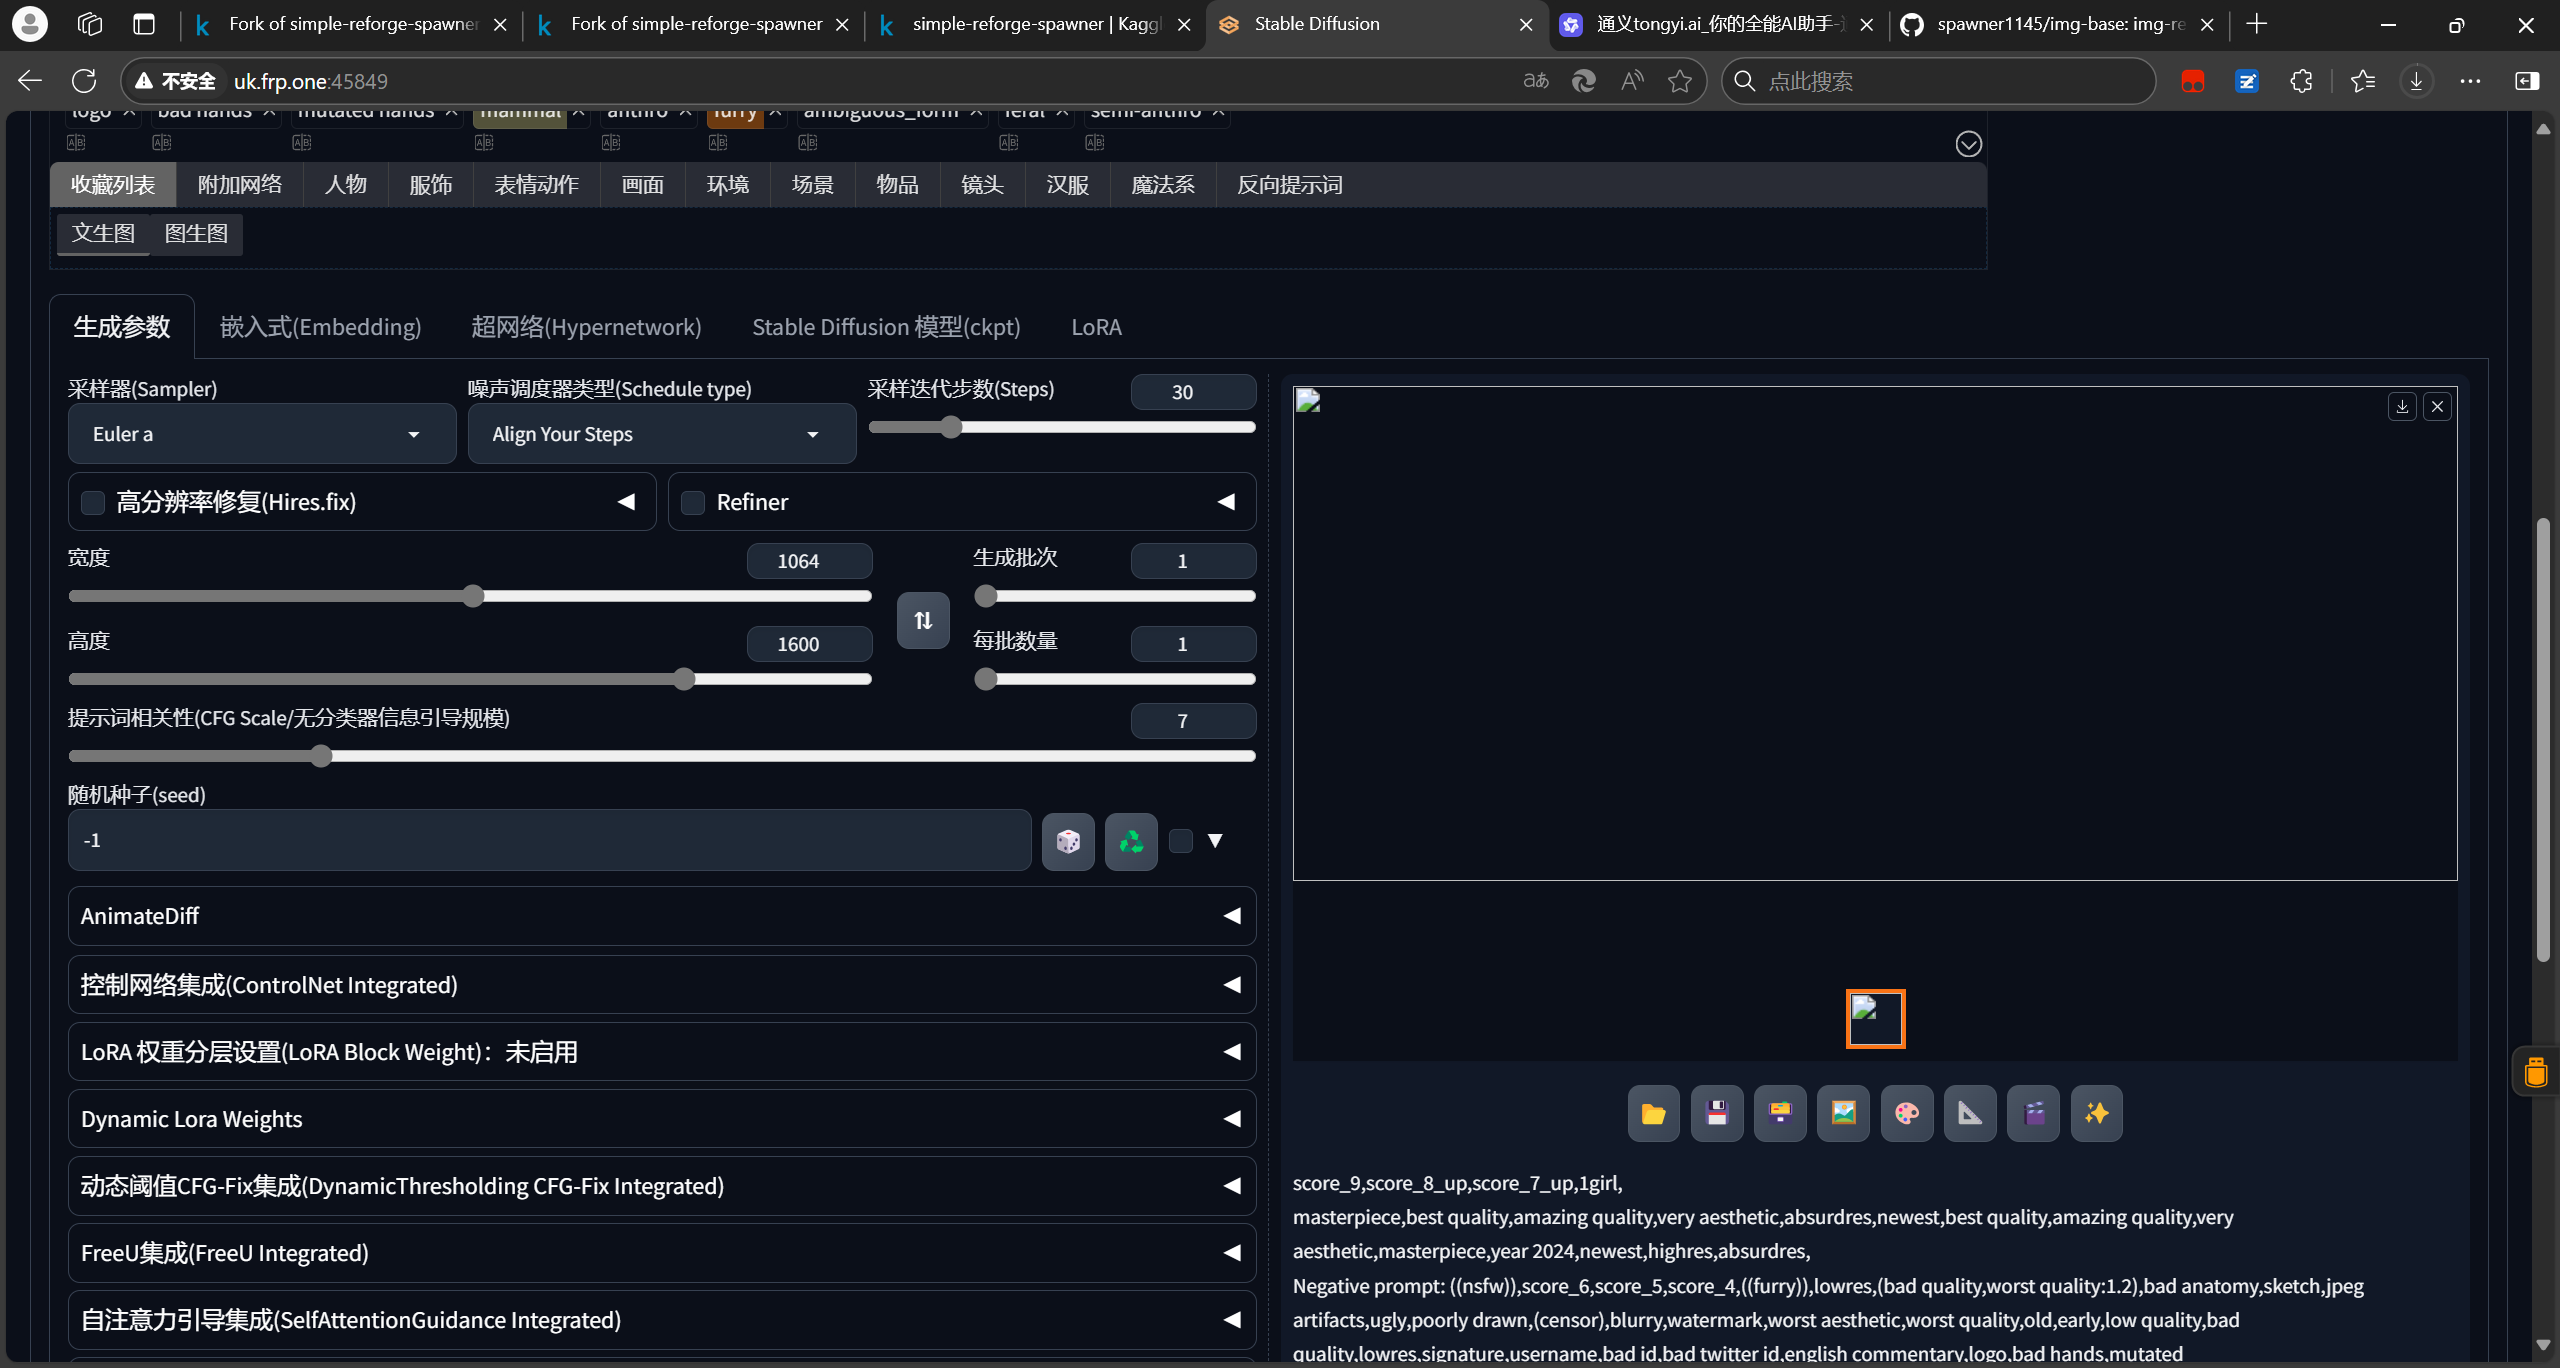 Fork of simple-reforge-spawner
Fork of simple-reforge-spawner
simple-reforge-spawner | Kaggl
Stable Diffusion
通义tongyi.ai_你的全能AI助手-
spawner1145/img-base: img-re
不安全
uk.frp.one:45849
点此搜索
logo
bad hands
mutated hands
mammal
anthro
furry
ambiguous_form
feral
semi-anthro
收藏列表
附加网络
人物
服饰
表情动作
画面
环境
场景
物品
镜头
汉服
魔法系
反向提示词
文生图
图生图
生成参数
嵌入式(Embedding)
超网络(Hypernetwork)
Stable Diffusion 模型(ckpt)
LoRA
采样器(Sampler)
噪声调度器类型(Schedule type)
采样迭代步数(Steps)
30
Euler a
Align Your Steps
高分辨率修复(Hires.fix)
Refiner
宽度
1064
生成批次
1
高度
1600
每批数量
1
提示词相关性(CFG Scale/无分类器信息引导规模)
7
随机种子(seed)
-1
AnimateDiff
控制网络集成(ControlNet Integrated)
LoRA 权重分层设置(LoRA Block Weight)：未启用
Dynamic Lora Weights
动态阈值CFG-Fix集成(DynamicThresholding CFG-Fix Integrated)
FreeU集成(FreeU Integrated)
自注意力引导集成(SelfAttentionGuidance Integrated)
score_9,score_8_up,score_7_up,1girl,
masterpiece,best quality,amazing quality,very aesthetic,absurdres,newest,best quality,amazing quality,very
aesthetic,masterpiece,year 2024,newest,highres,absurdres,
Negative prompt: ((nsfw)),score_6,score_5,score_4,((furry)),lowres,(bad quality,worst quality:1.2),bad anatomy,sketch,jpeg
artifacts,ugly,poorly drawn,(censor),blurry,watermark,worst aesthetic,worst quality,old,early,low quality,bad
quality,lowres,signature,username,bad id,bad twitter id,english commentary,logo,bad hands,mutated